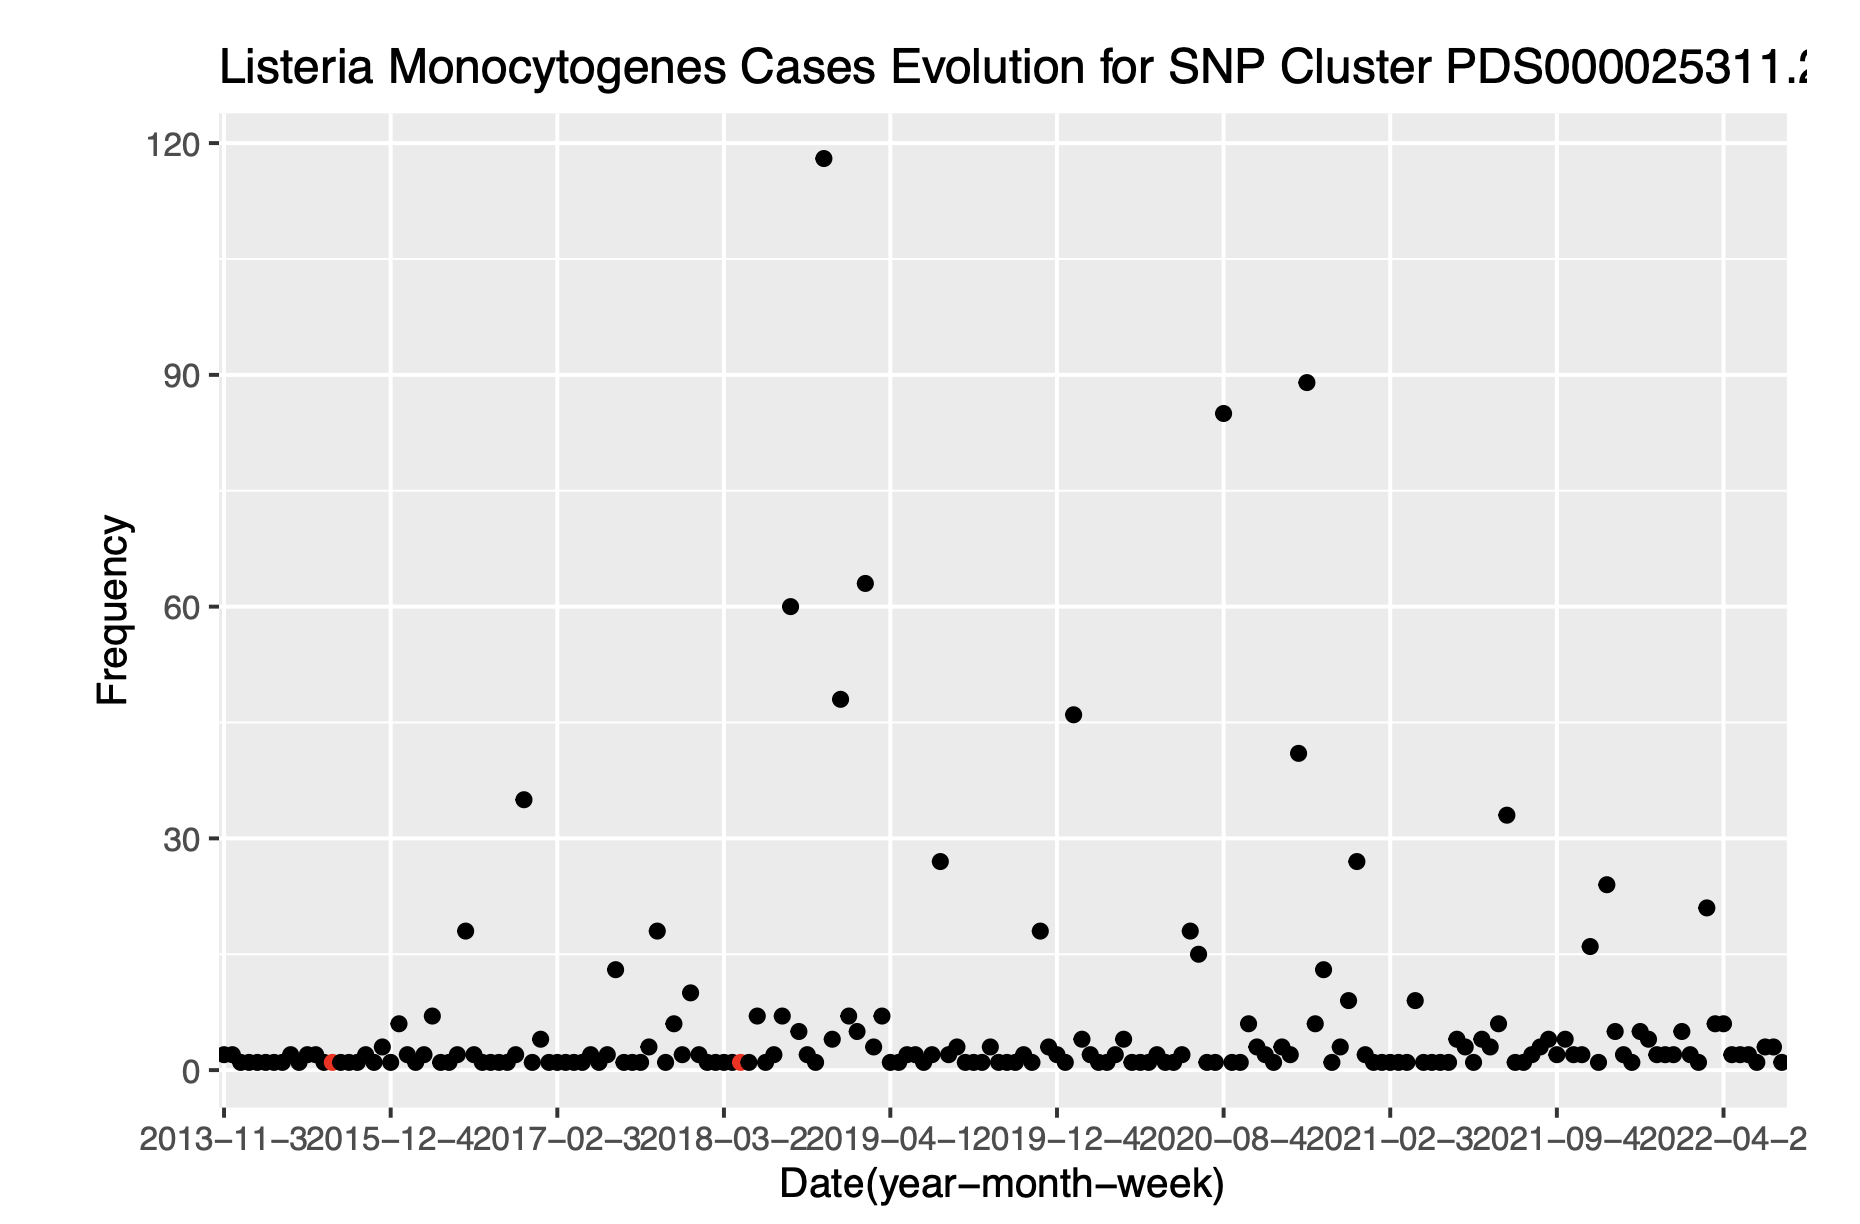 Listeria Monocytogenes Cases Evolution for SNP Cluster PDS000025311.
120
90
60
30
0
Frequency
2013−11−3 2015−12−4 2017−02−3 2018−03−2 2019−04−1 2019−12−4 2020−08−4 2021−02−3 2021−09−4 2022−04−2
Date(year−month−week)